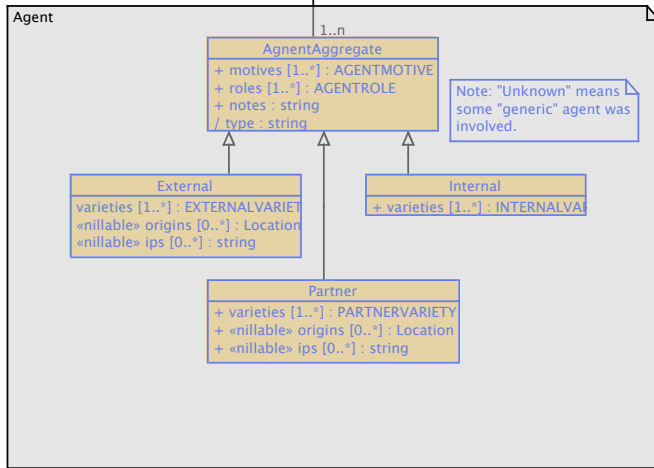 Agent
1..n
AgnentAggregate
+ motives [1..*] : AGENTMOTIVE
+ roles [1..*] : AGENTROLE
+ notes : string
/ type : string
Note: "Unknown" means
some "generic" agent was
involved.
External
varieties [1..*] : EXTERNALVARIET
«nillable» origins [0..*] : Location
«nillable» ips [0..*] : string
Internal
+ varieties [1..*] : INTERNALVAR
Partner
+ varieties [1..*] : PARTNERVARIETY
+ «nillable» origins [0..*] : Location
+ «nillable» ips [0..*] : string